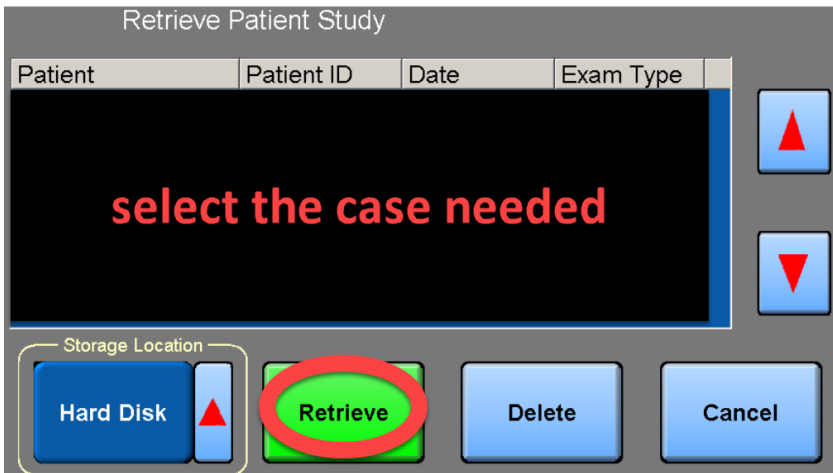 Retrieve Patient Study
Patient Patient ID Date Exam Type
select the case needed
Storage Location
Hard Disk Retrieve Delete Cancel